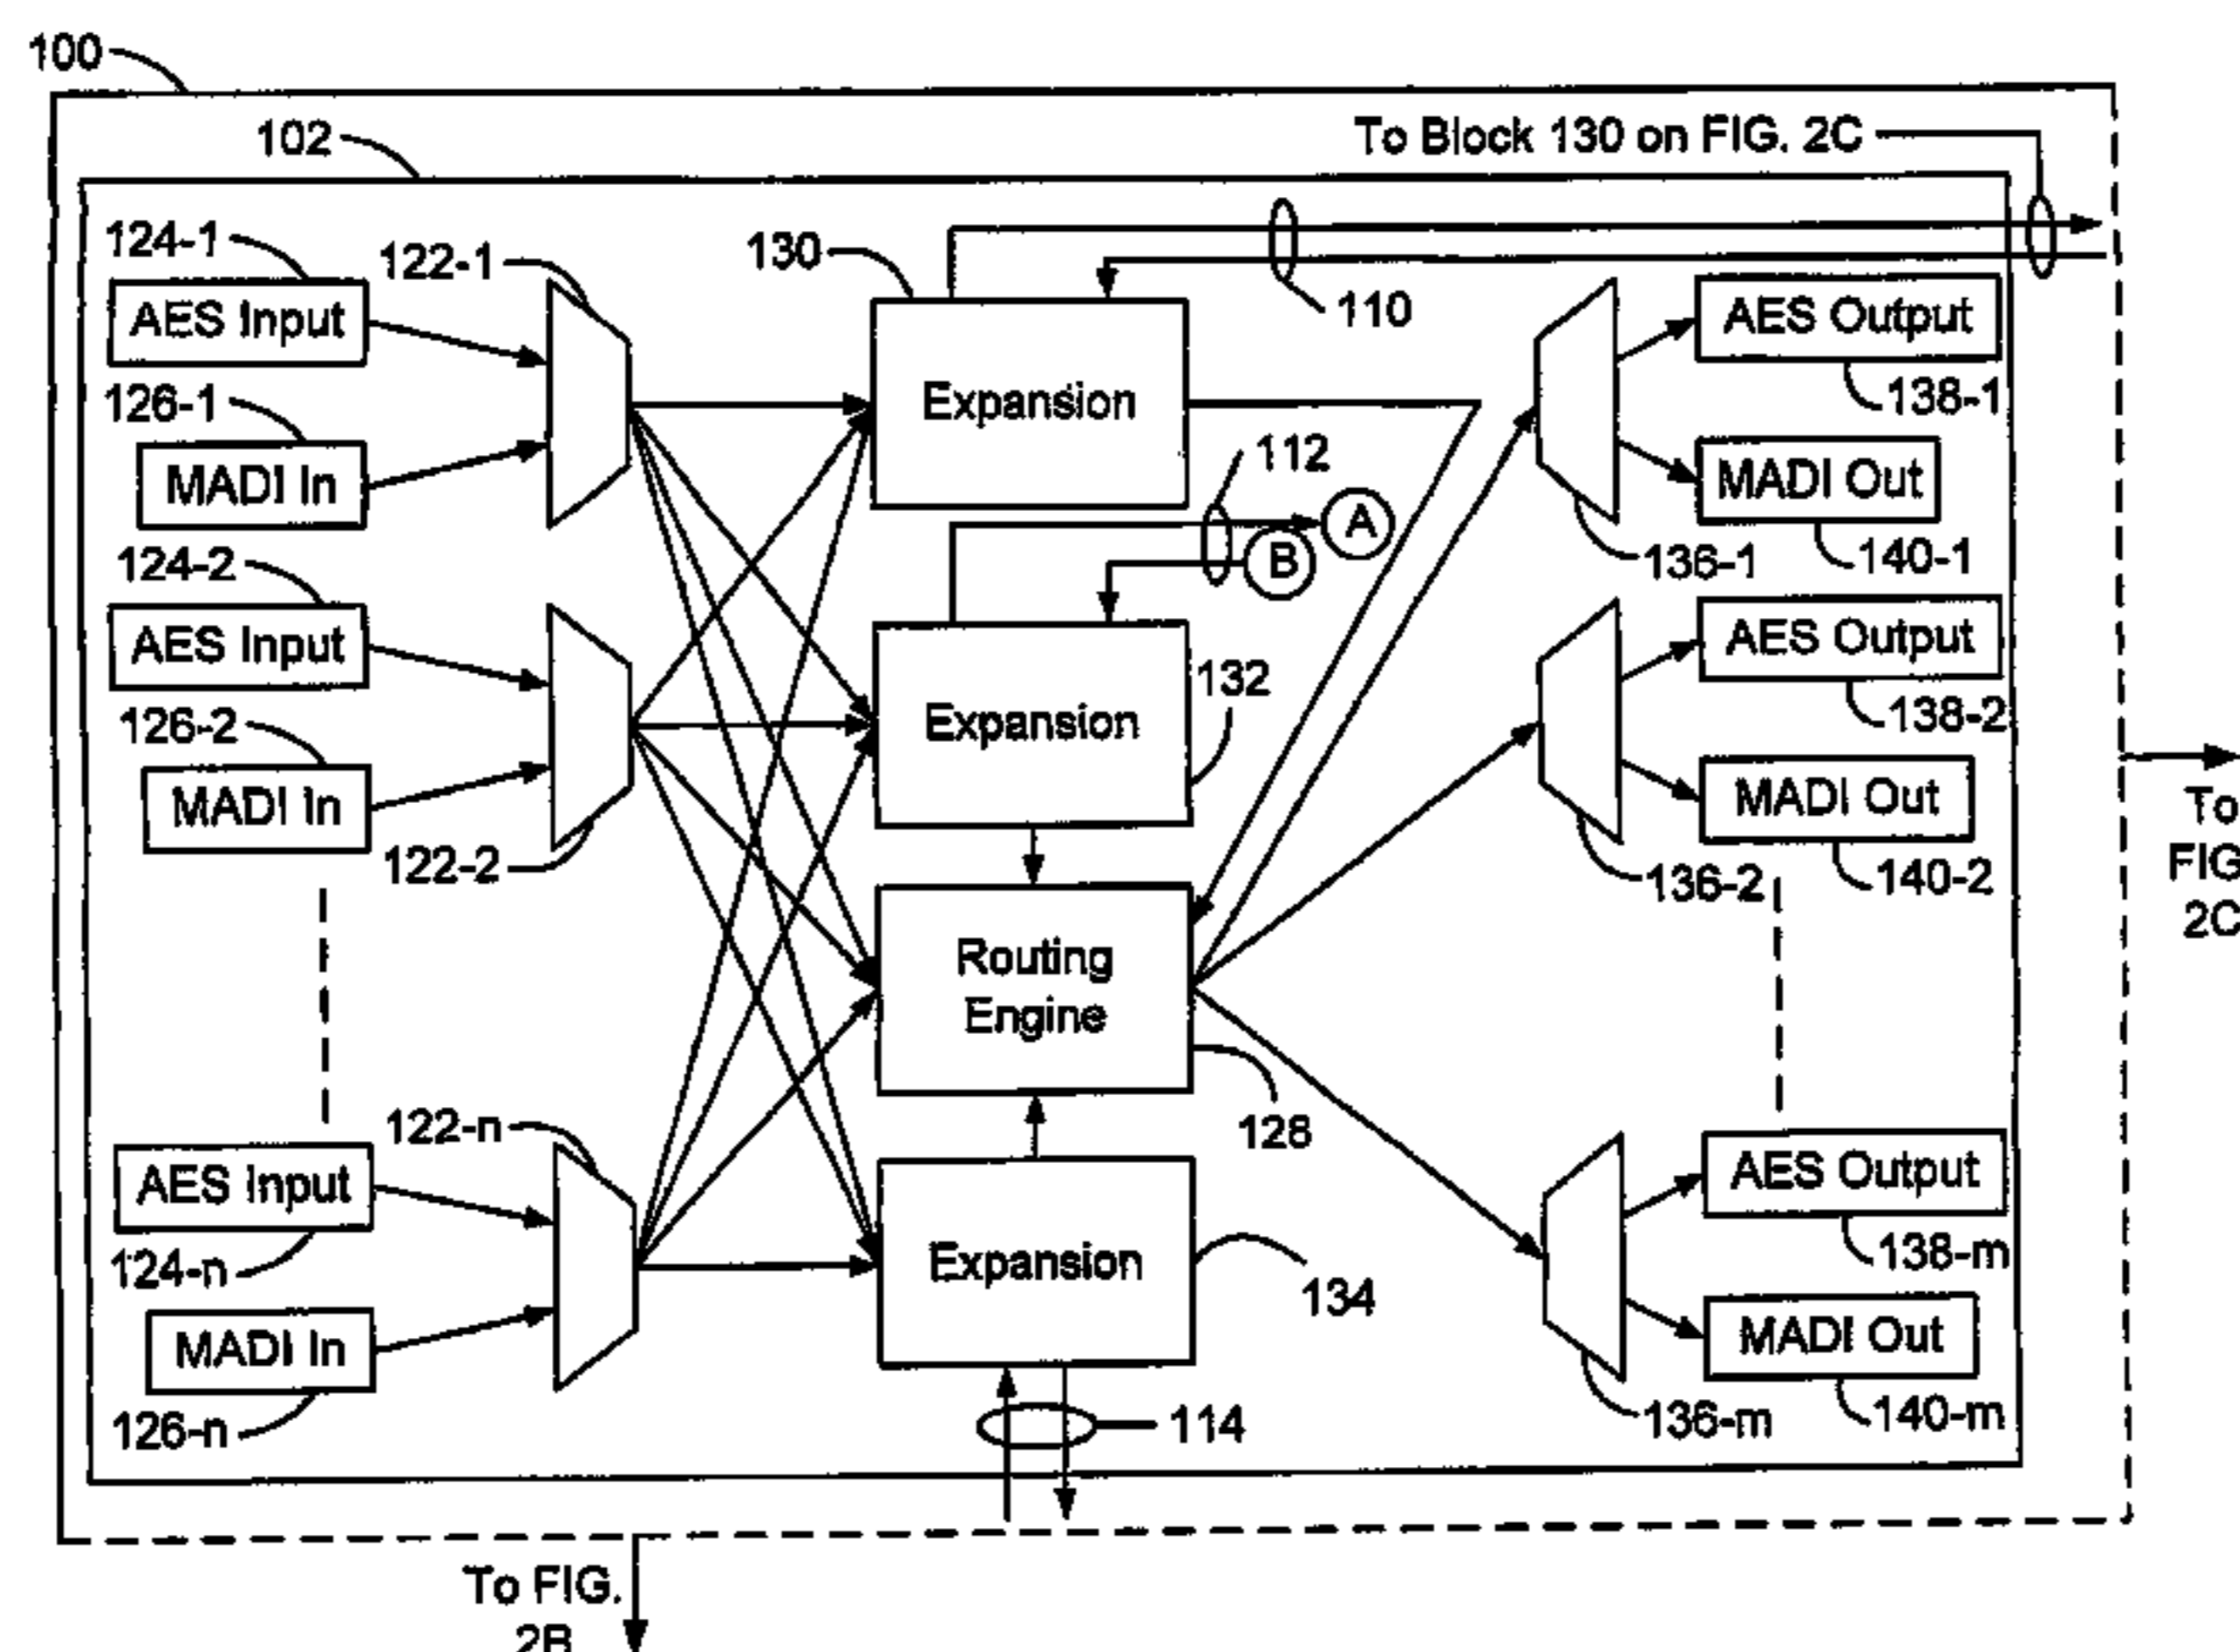 100
102
To Block 130 on FIG. 2C
124-1
122-1
130
110
AES Input
AES Output
138-1
126-1
Expansion
MADI In
112
MADI Out
A
B
136-1
140-1
124-2
AES Input
132
AES Output
138-2
126-2
Expansion
MADI In
MADI Out
122-2
136-2
140-2
To
FIG
2C
Routing
Engine
122-n
128
AES Input
AES Output
124-n
138-m
Expansion
134
MADI In
MADI Out
126-n
114
136-m
140-m
To FIG.
2B